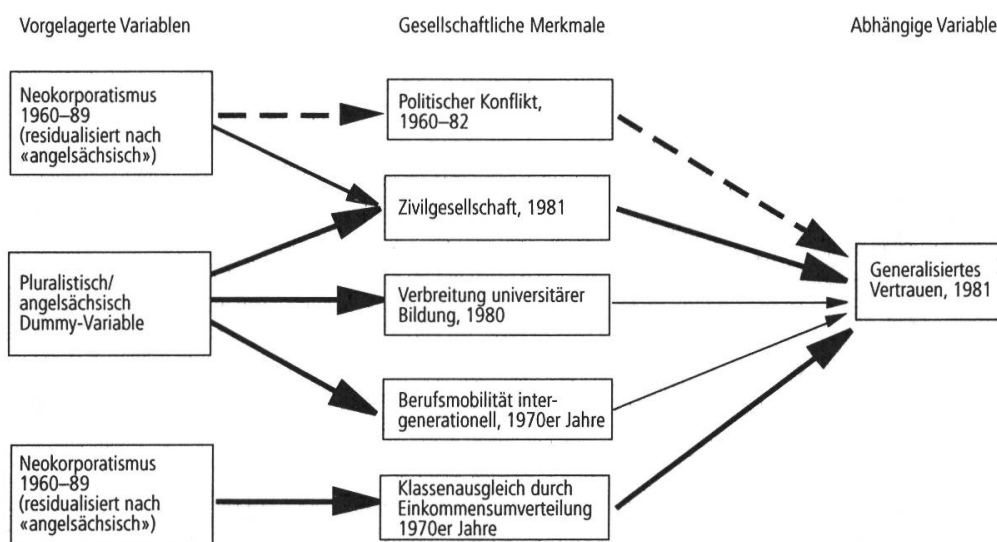 Vorgelagerte Variablen
Gesellschaftliche Merkmale
Abhängige Variable
Neokorporatismus
1960–89
(residualisiert nach
«angelsächsisch»)
Politischer Konflikt,
1960–82
Zivilgesellschaft, 1981
Pluralistisch/
angelsächsisch
Dummy-Variable
Verbreitung universitärer
Bildung, 1980
Generalisiertes
Vertrauen, 1981
Berufsmobilität inter-
generationell, 1970er Jahre
Neokorporatismus
1960–89
(residualisiert nach
«angelsächsisch»)
Klassenausgleich durch
Einkommensumverteilung
1970er Jahre